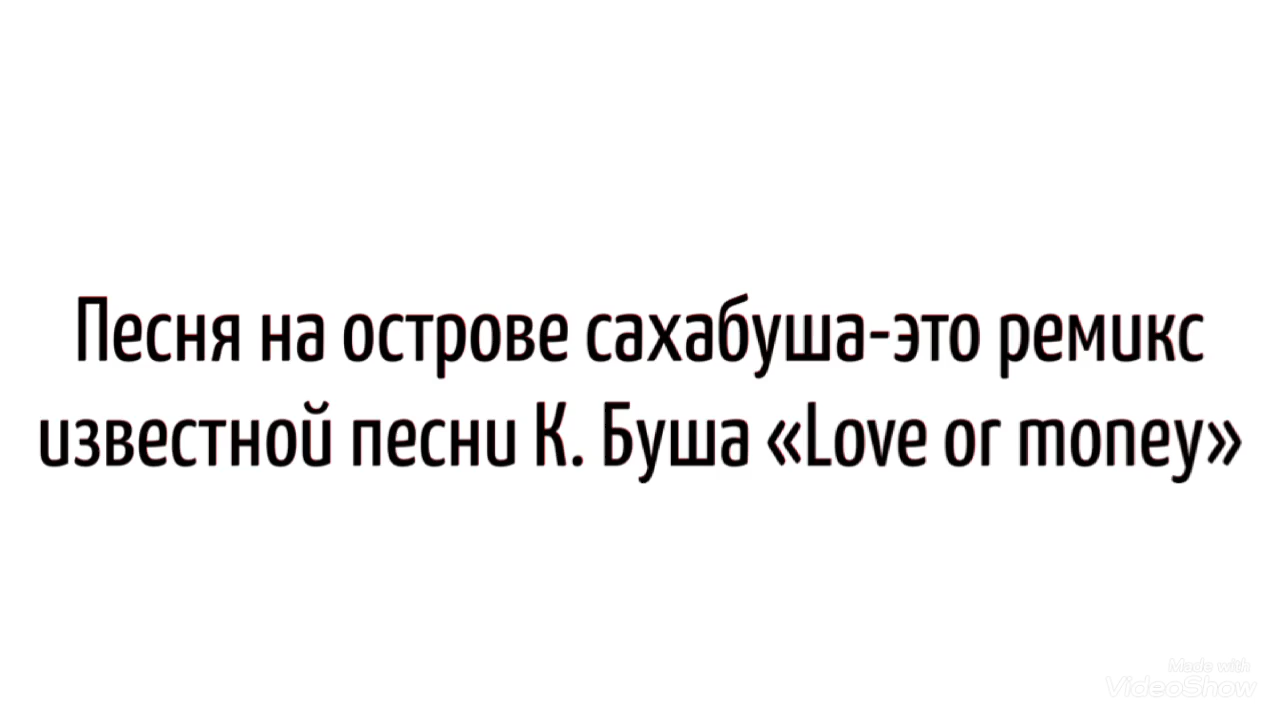 Песня на острове сахабуша-это ремикс
известной песни К. Буша «Love or money»
Made with
VideoShow